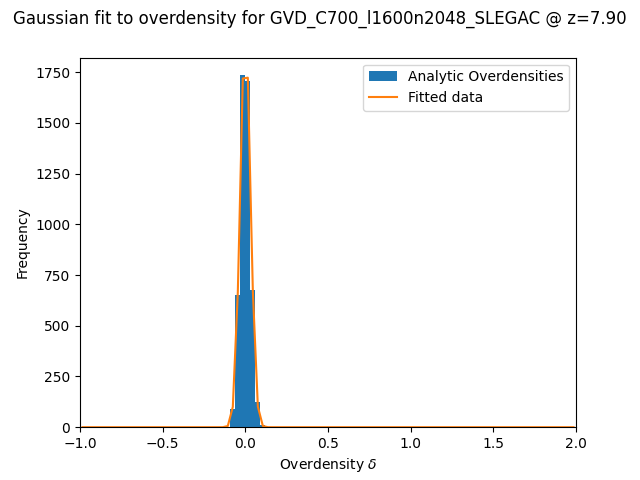 Gaussian fit to overdensity for GVD_C700_l1600n2048_SLEGAC @ z=7.90
1750
1500
1250
1000
750
500
250
0
Frequency
Analytic Overdensities
Fitted data
−1.0 −0.5 0.0 0.5 1.0 1.5 2.0
Overdensity δ